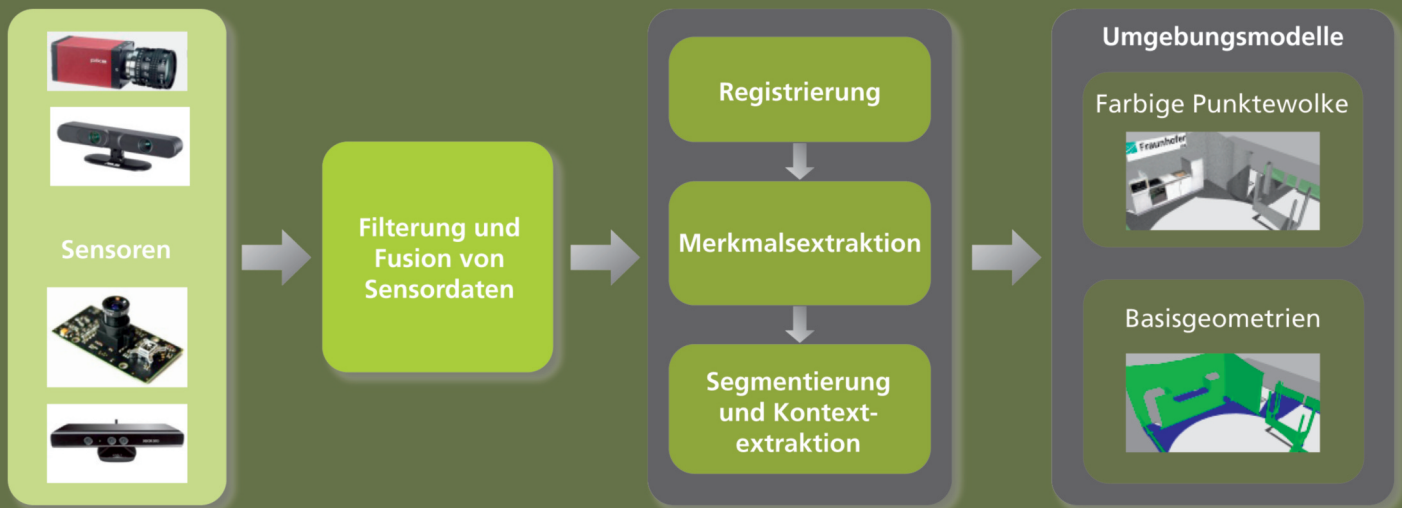 Sensoren
Filterung und
Fusion von
Sensordaten
Registrierung
Merkmalsextraktion
Segmentierung
und Kontext-
extraktion
Umgebungsmodelle
Farbige Punktewolke
Fraunhofer
Basisgeometrien